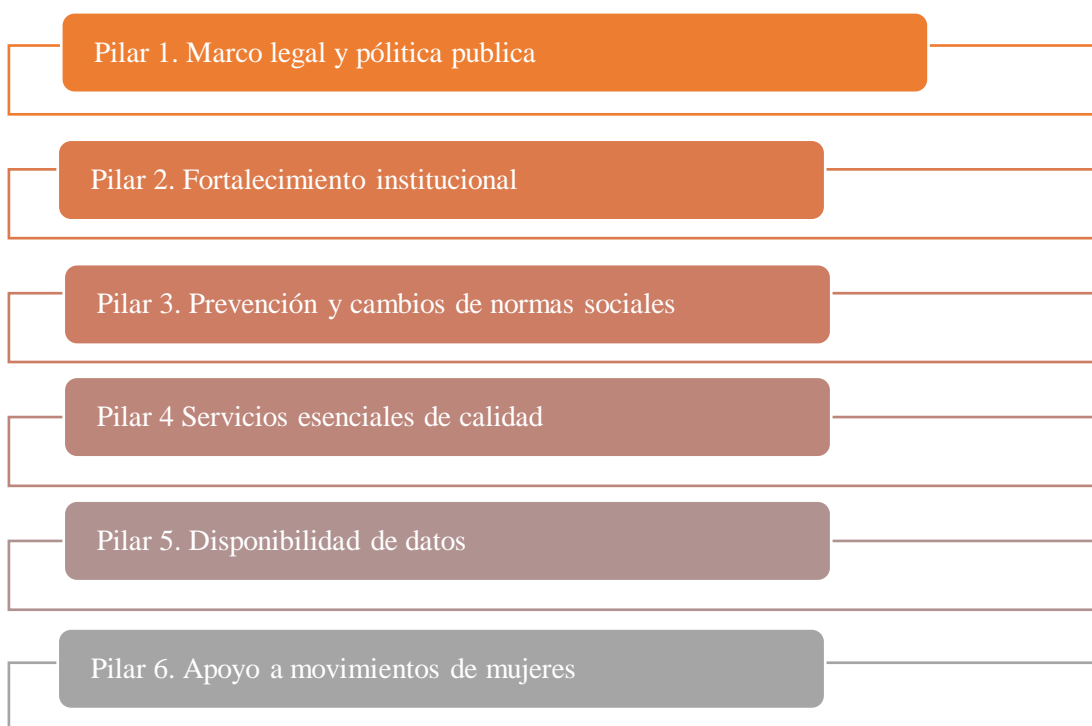 Pilar 1. Marco legal y pólitica publica
Pilar 2. Fortalecimiento institucional
Pilar 3. Prevención y cambios de normas sociales
Pilar 4 Servicios esenciales de calidad
Pilar 5. Disponibilidad de datos
Pilar 6. Apoyo a movimientos de mujeres